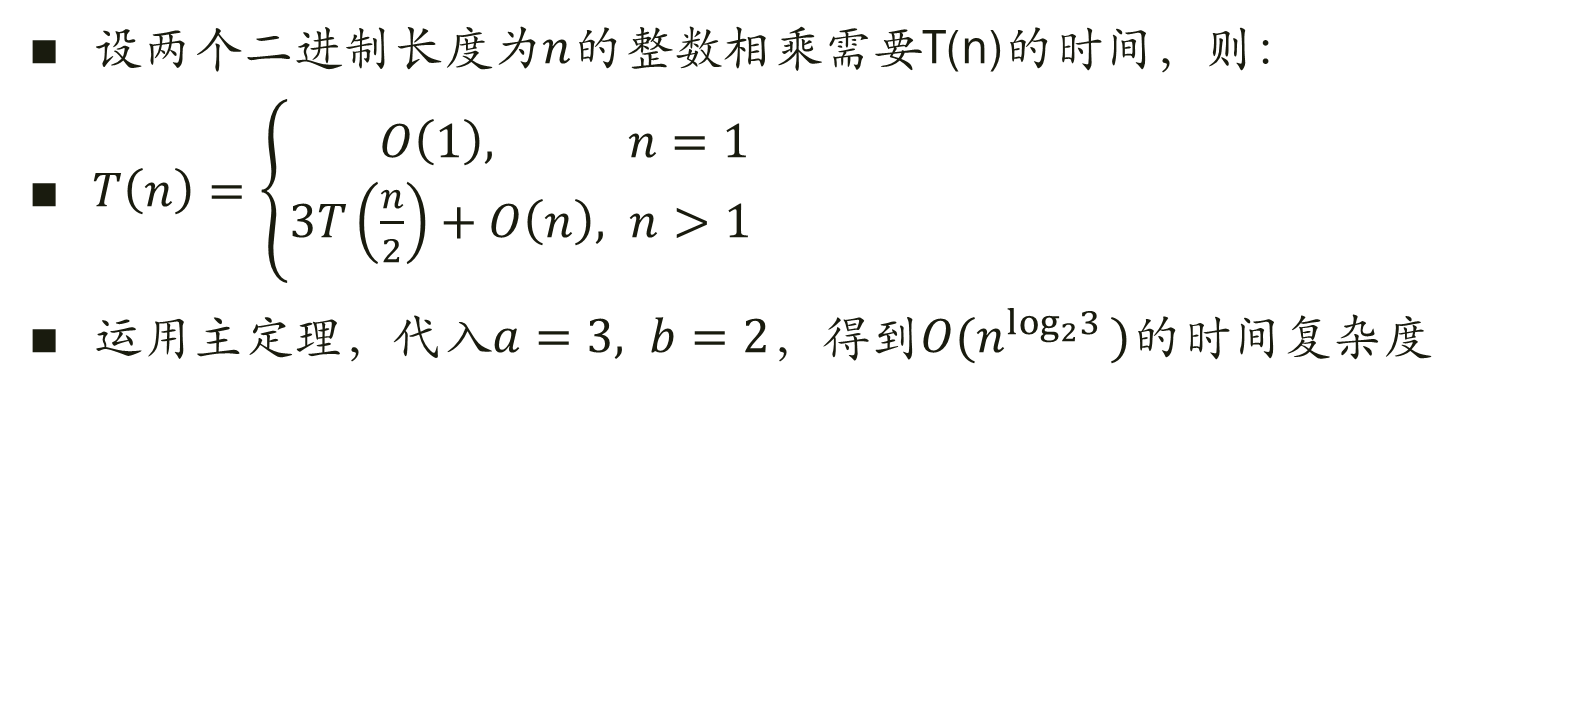 ■ 设两个二进制长度为n的整数相乘需要T(n)的时间，则：
■ T(n) = { O(1), n = 1
3T(n/2) + O(n), n > 1
■ 运用主定理，代入a = 3, b = 2，得到O(n^{log₂3})的时间复杂度